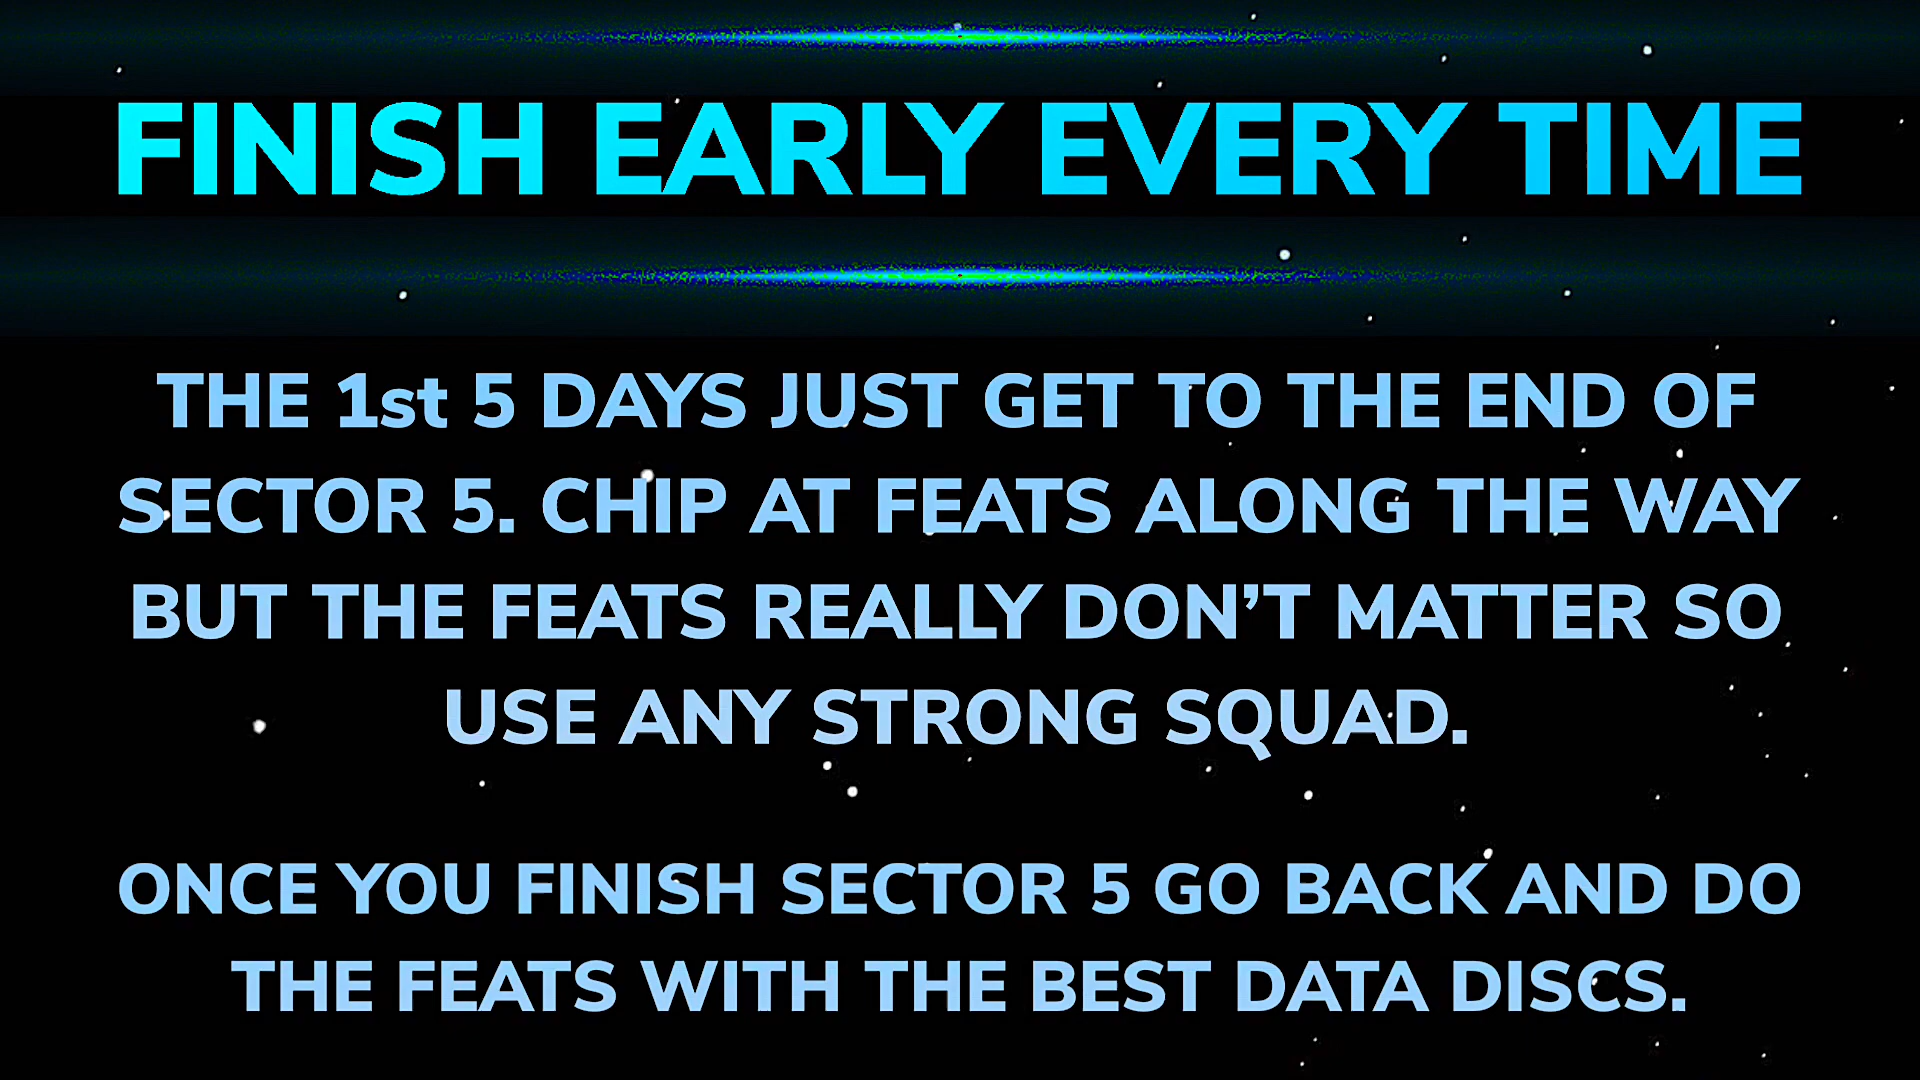 FINISH EARLY EVERY TIME
THE 1st 5 DAYS JUST GET TO THE END OF
SECTOR 5. CHIP AT FEATS ALONG THE WAY
BUT THE FEATS REALLY DON’T MATTER SO
USE ANY STRONG SQUAD.
ONCE YOU FINISH SECTOR 5 GO BACK AND DO
THE FEATS WITH THE BEST DATA DISCS.